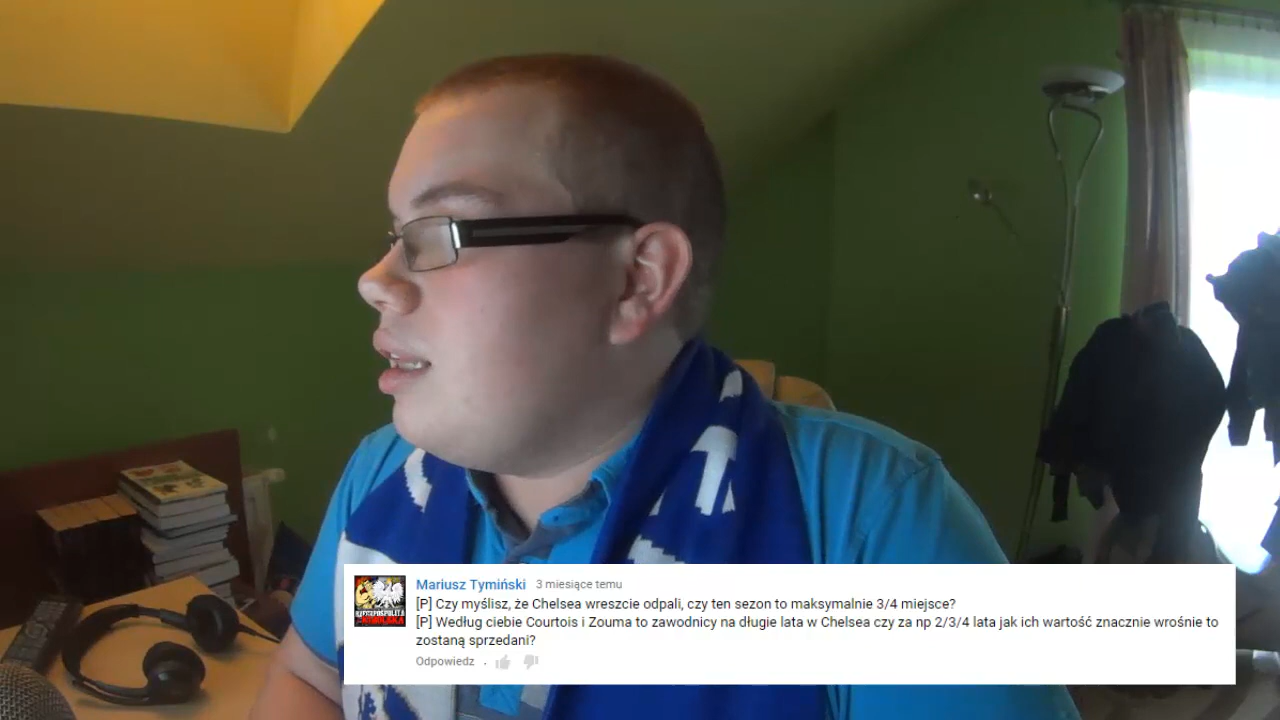 Mariusz Tymiński 3 miesiące temu
[P] Czy myślisz, że Chelsea wreszcie odpali, czy ten sezon to maksymalnie 3/4 miejsce?
[P] Według ciebie Courtois i Zouma to zawodnicy na długie lata w Chelsea czy za np 2/3/4 lata jak ich wartość znacznie wrośnie to
zostaną sprzedani?
Odpowiedz .